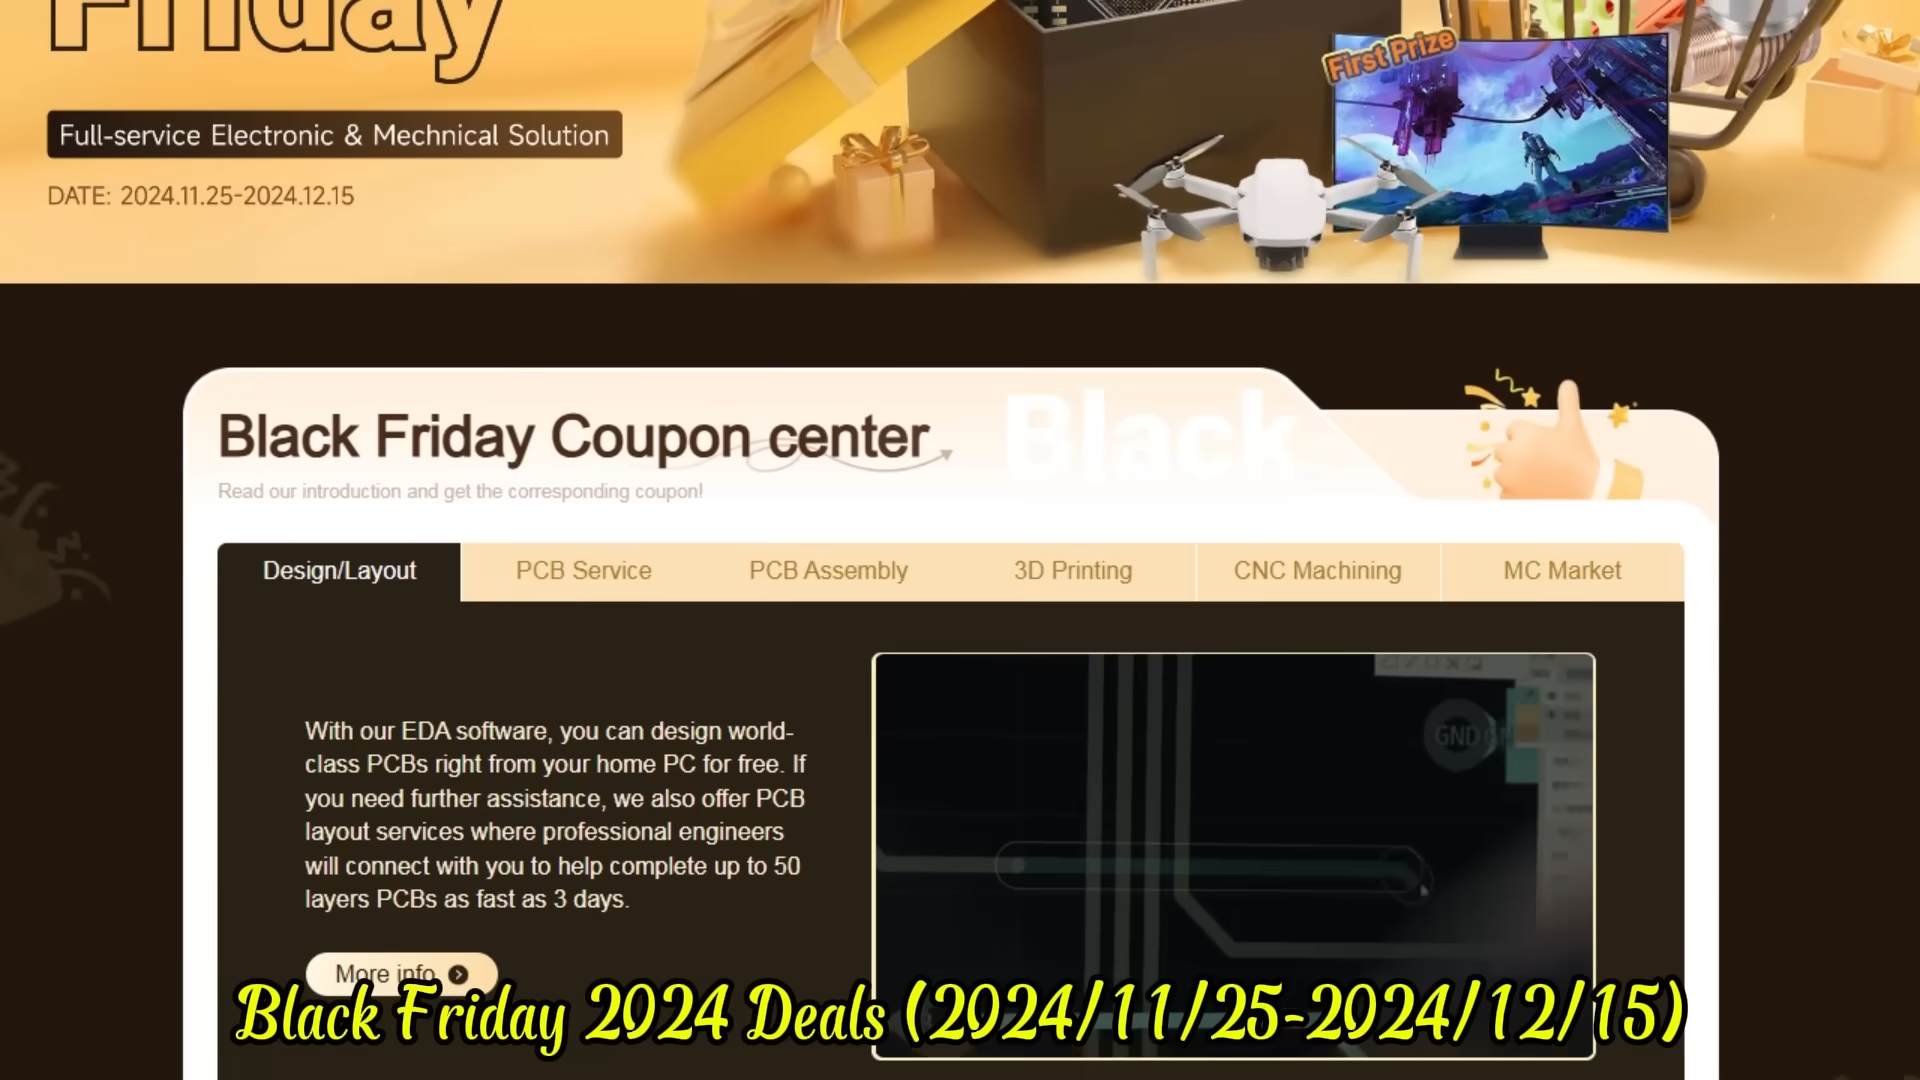 Friday
First Prize
Full-service Electronic & Mechnical Solution
DATE: 2024.11.25-2024.12.15
Black Friday Coupon center
Black
Read our introduction and get the corresponding coupon!
Design/Layout
PCB Service
PCB Assembly
3D Printing
CNC Machining
MC Market
GND
With our EDA software, you can design world-
class PCBs right from your home PC for free. If
you need further assistance, we also offer PCB
layout services where professional engineers
will connect with you to help complete up to 50
layers PCBs as fast as 3 days.
More info
Black Friday 2024 Deals (2024/11/25-2024/12/15)